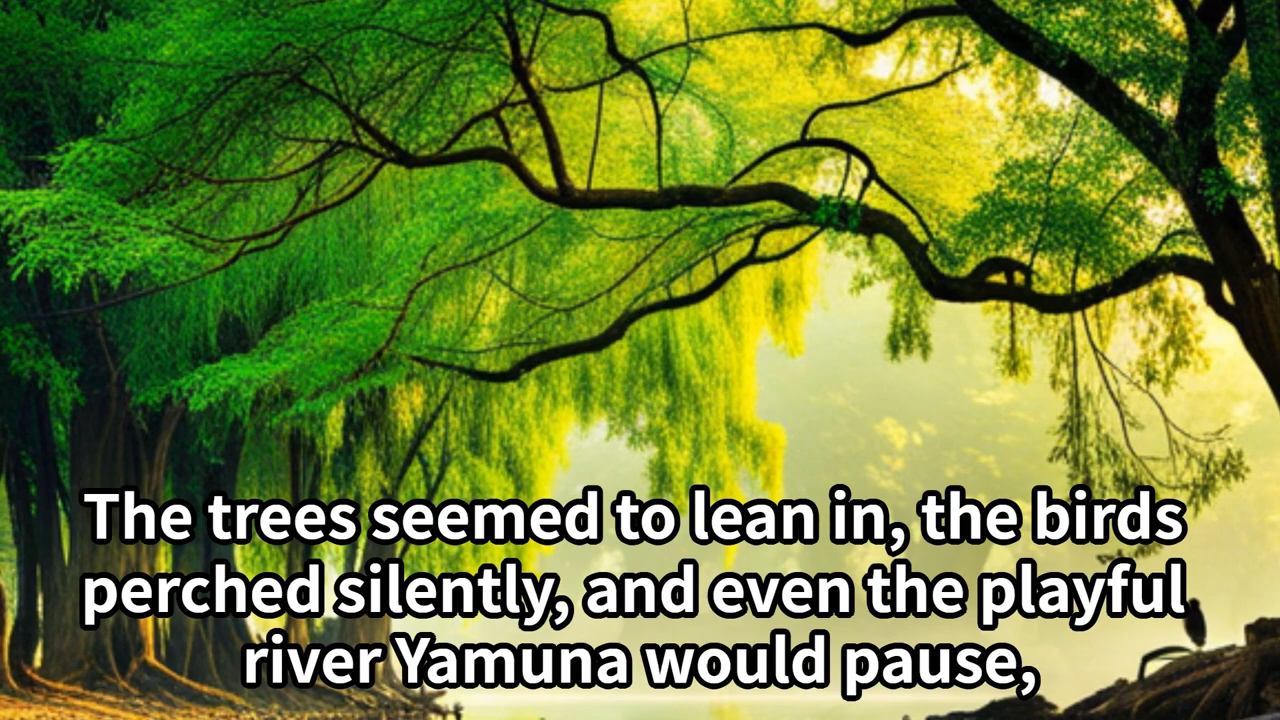 The trees seemed to lean in, the birds
perched silently, and even the playful
river Yamuna would pause,